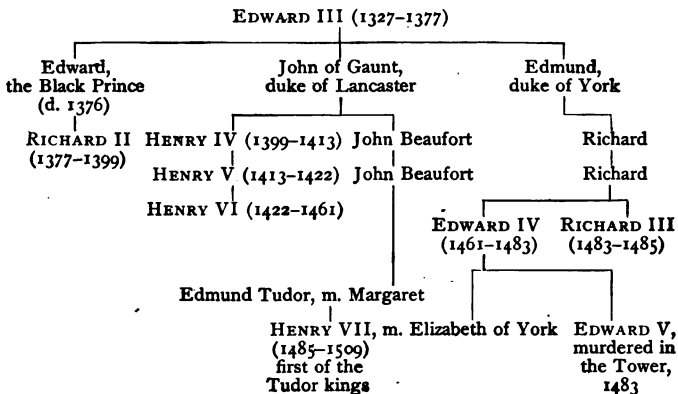 EDWARD III (1327–1377)
Edward, the Black Prince (d. 1376)
John of Gaunt, duke of Lancaster
Edmund, duke of York
RICHARD II (1377–1399)
HENRY IV (1399–1413) John Beaufort
Richard
HENRY V (1413–1422) John Beaufort
Richard
HENRY VI (1422–1461)
EDWARD IV (1461–1483)
RICHARD III (1483–1485)
Edmund Tudor, m. Margaret
HENRY VII, m. Elizabeth of York
(1485–1509)
first of the
Tudor kings
EDWARD V,
murdered in
the Tower,
1483